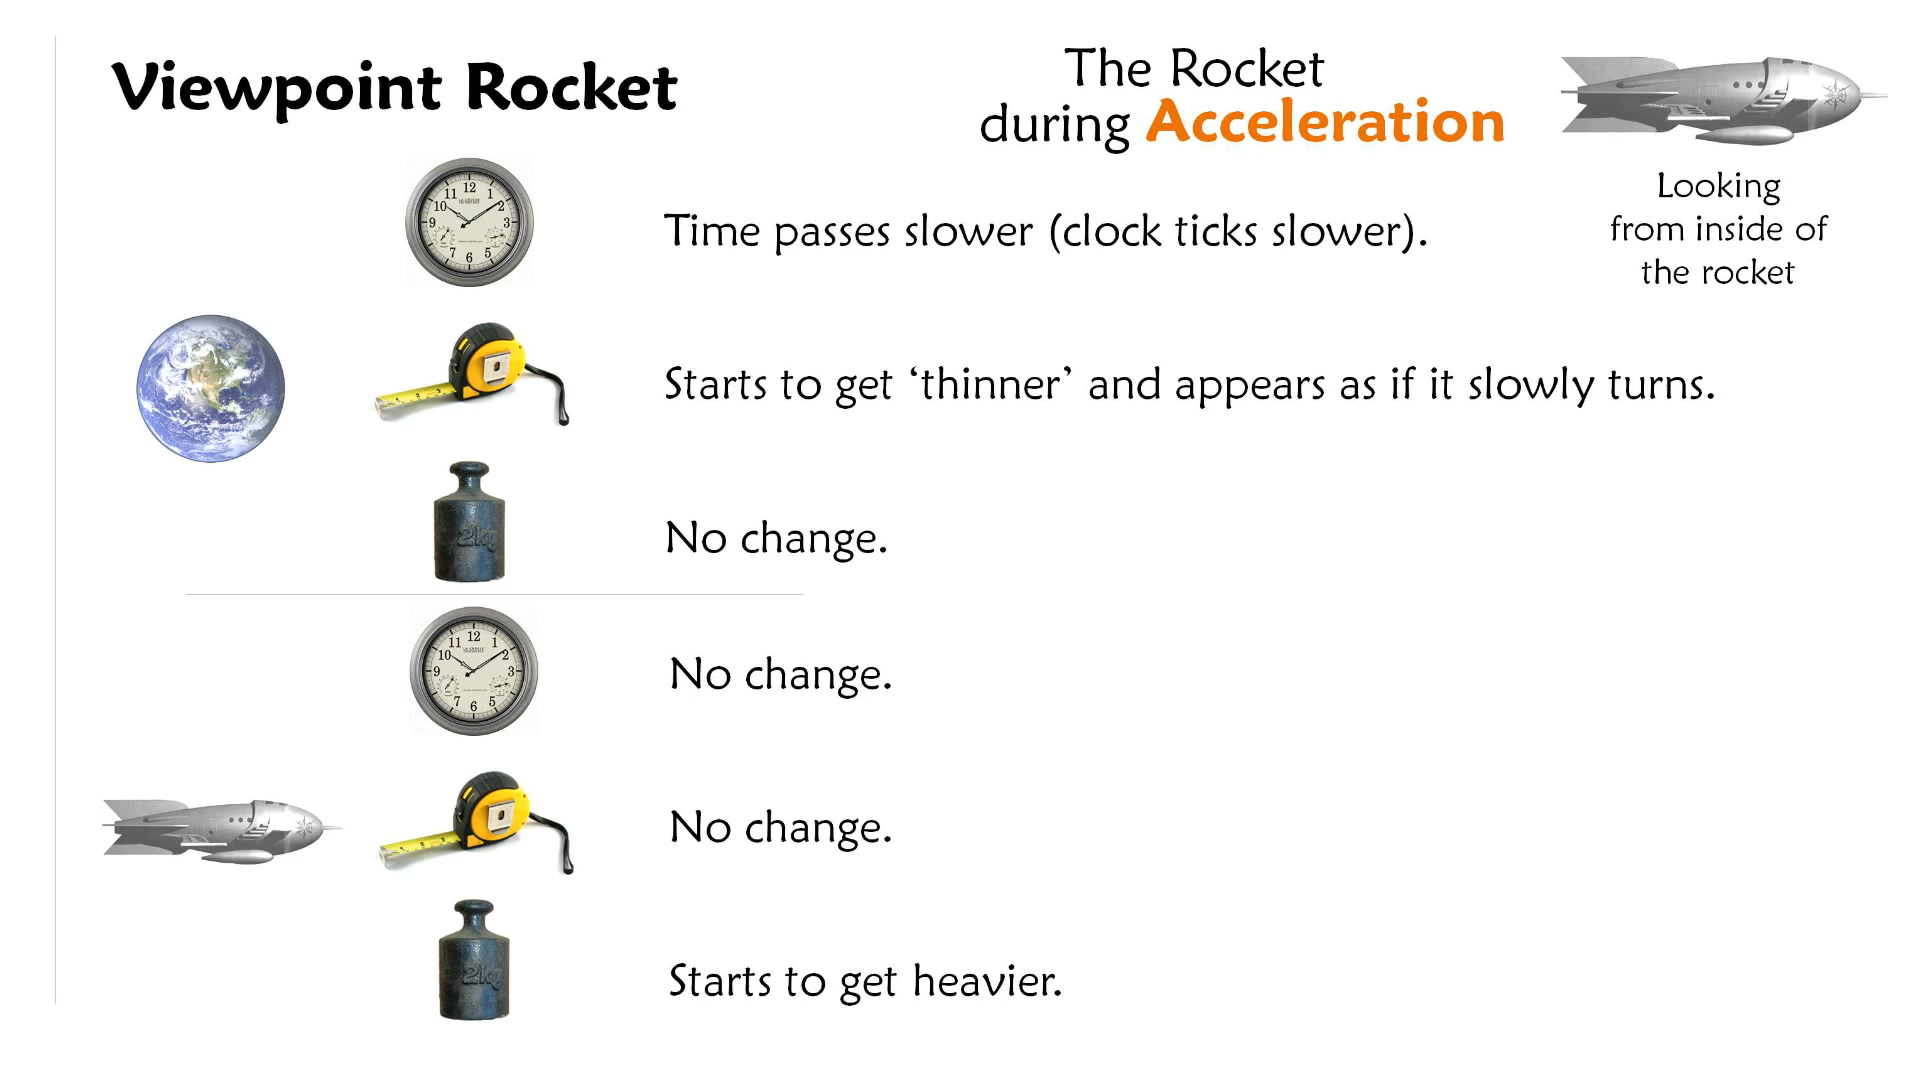 Viewpoint Rocket
The Rocket
during Acceleration
Looking
from inside of
the rocket
Time passes slower (clock ticks slower).
Starts to get ‘thinner’ and appears as if it slowly turns.
2kg
No change.
No change.
No change.
2kg
Starts to get heavier.